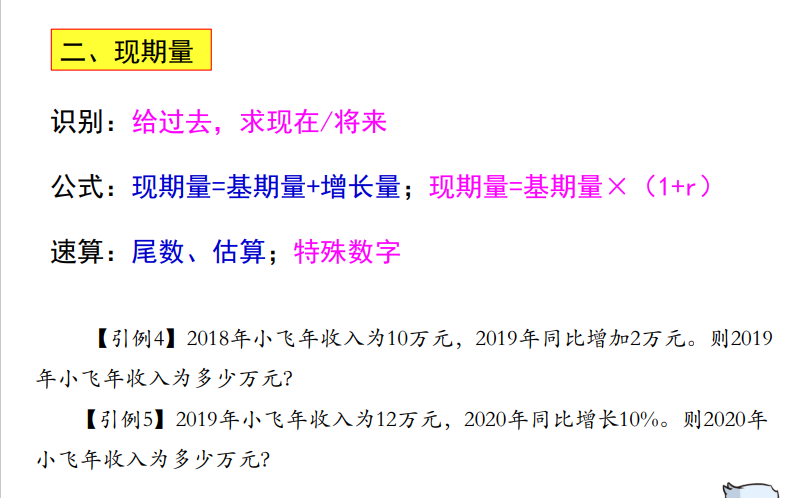 二、现期量
识别：给过去，求现在/将来
公式：现期量=基期量+增长量；现期量=基期量×（1+r）
速算：尾数、估算；特殊数字
【引例4】2018年小飞年收入为10万元，2019年同比增加2万元。则2019
年小飞年收入为多少万元?
【引例5】2019年小飞年收入为12万元，2020年同比增长10%。则2020年
小飞年收入为多少万元?